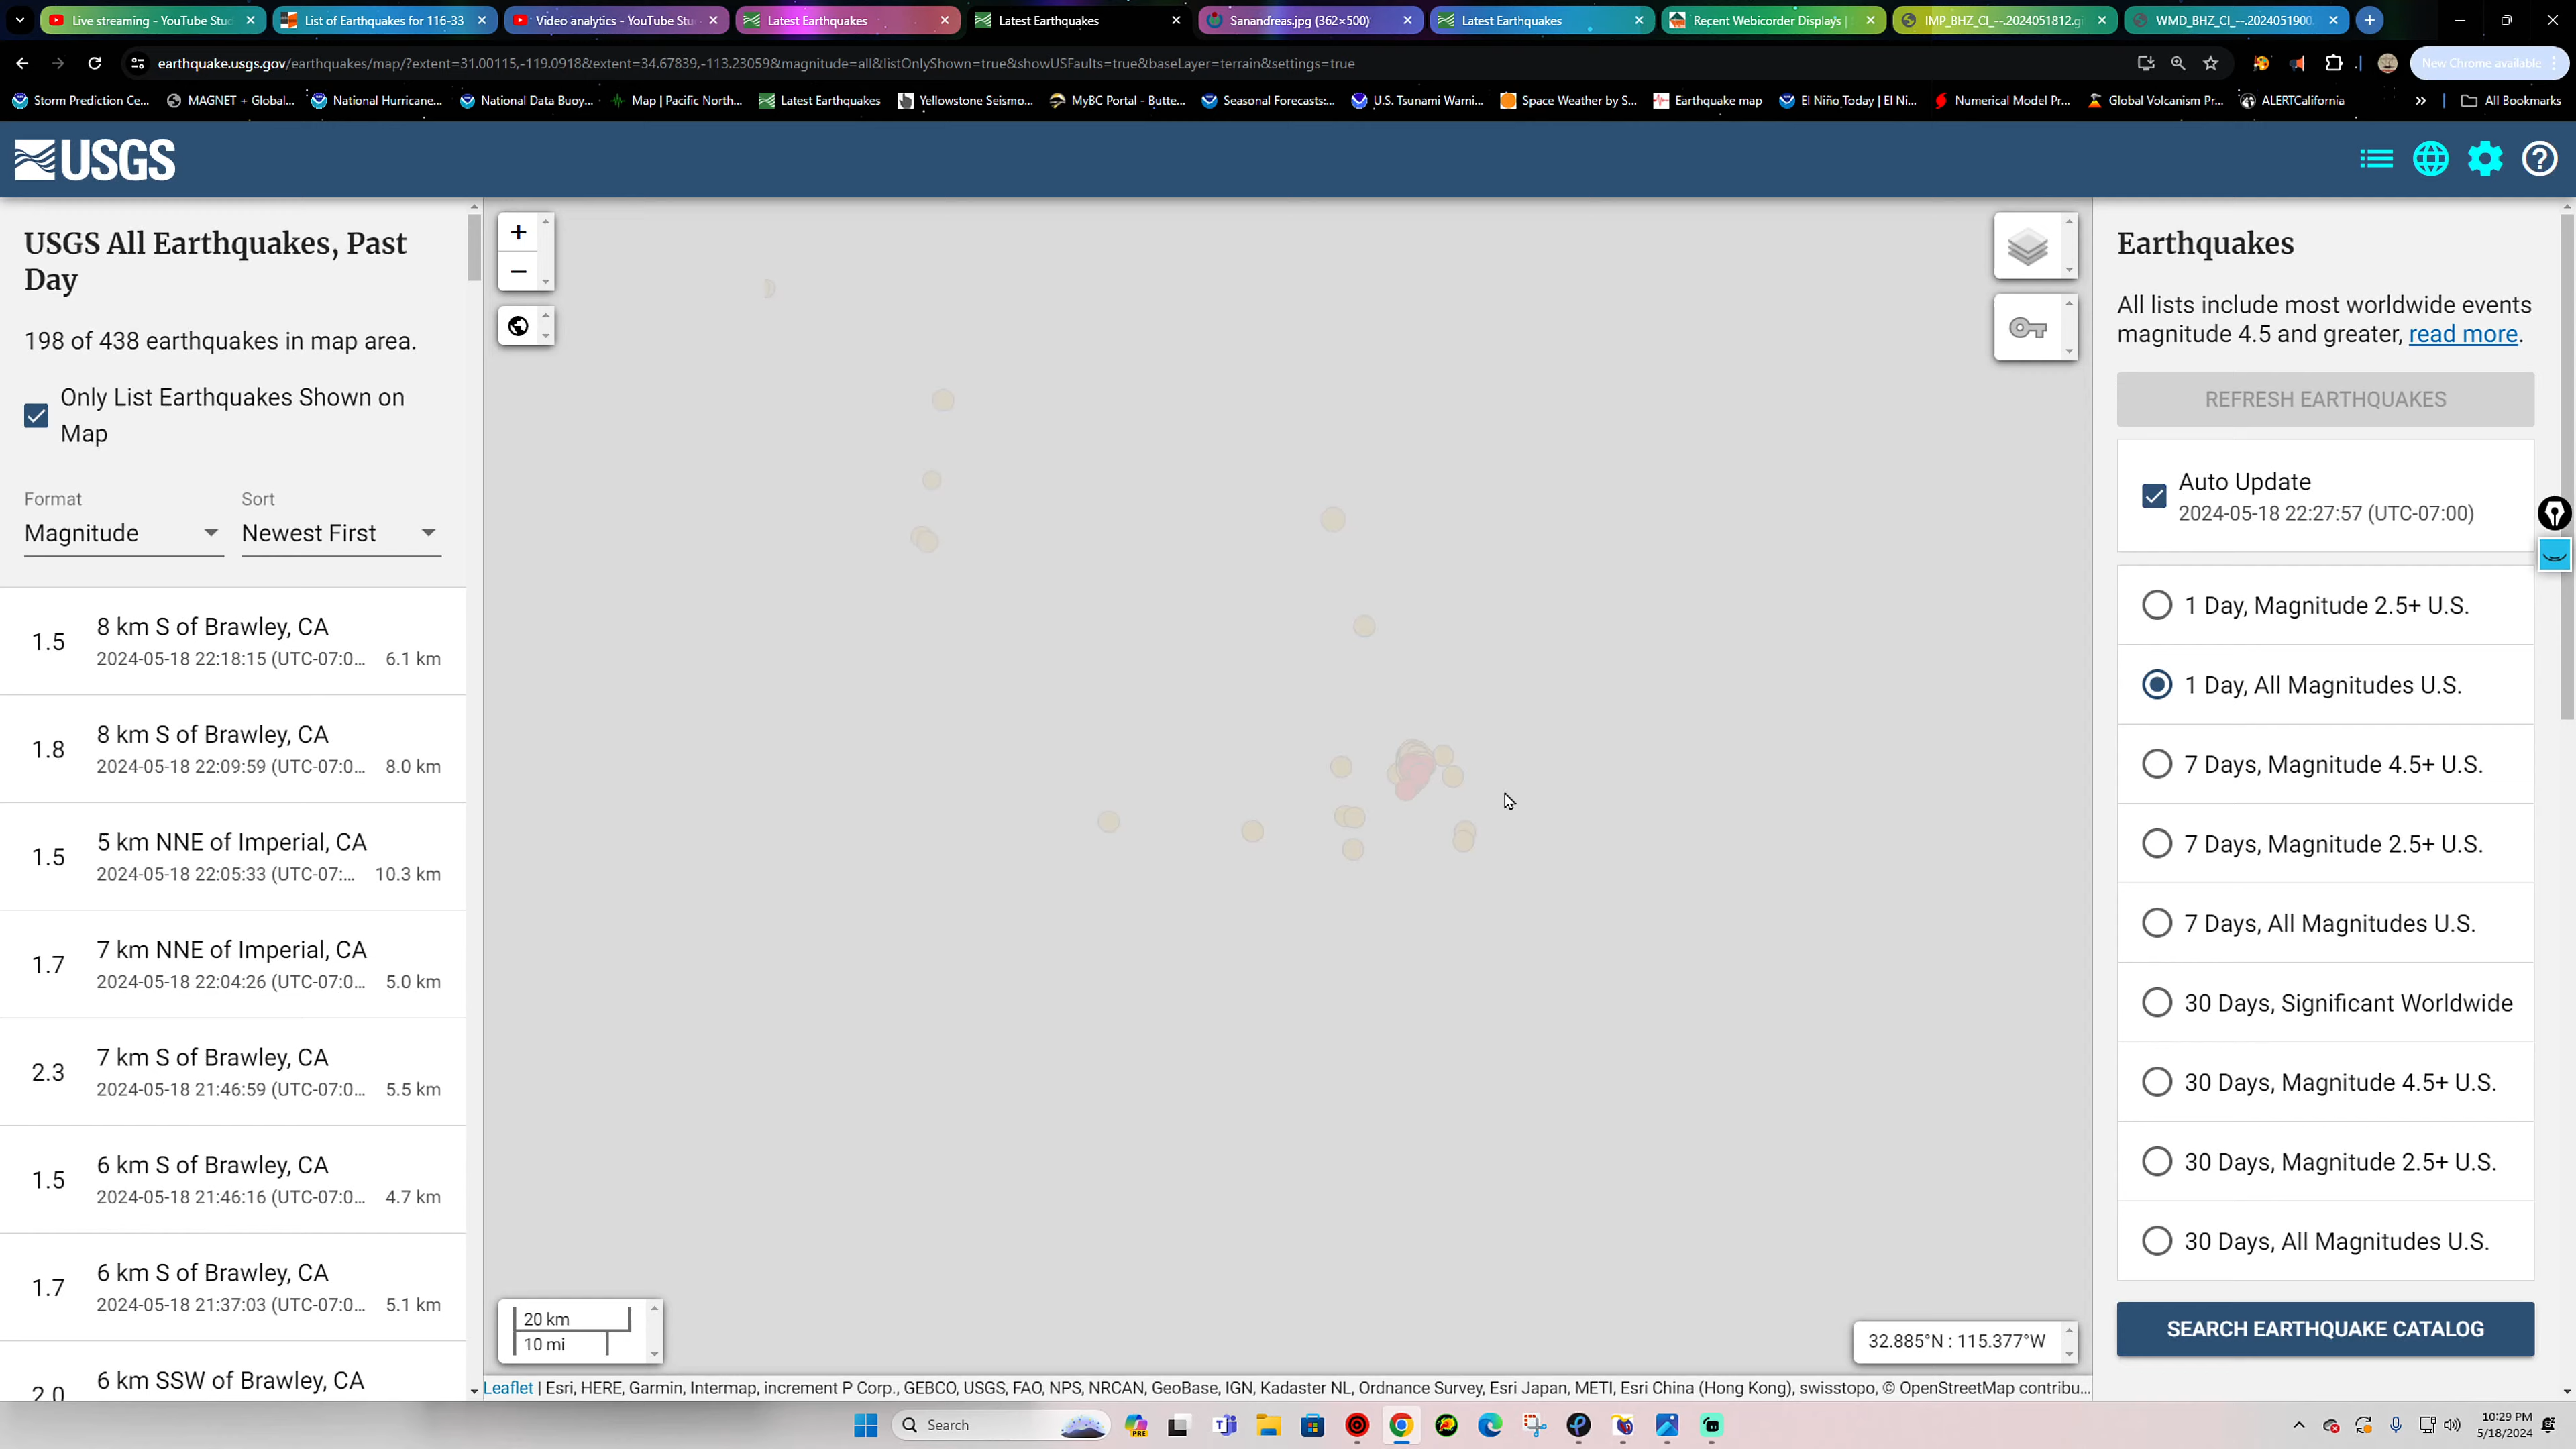 Live streaming - YouTube Stud
List of Earthquakes for 116-33
Video analytics - YouTube Stu
Latest Earthquakes
Latest Earthquakes
Sanandreas.jpg (362×500)
Latest Earthquakes
Recent Webicorder Displays |
IMP_BHZ_CI_--.2024051812.gi
WMD_BHZ_CI_--.2024051900.
earthquake.usgs.gov/earthquakes/map/?extent=31.00115,-119.0918&extent=34.67839,-113.23059&magnitude=all&listOnlyShown=true&showUSFaults=true&baseLayer=terrain&settings=true
New Chrome available
Storm Prediction Ce...
MAGNET + Global...
National Hurricane...
National Data Buoy...
Map | Pacific North...
Latest Earthquakes
Yellowstone Seismo...
MyBC Portal - Butte...
Seasonal Forecasts:...
U.S. Tsunami Warni...
Space Weather by S...
Earthquake map
El Niño Today | El Ni...
Numerical Model Pr...
Global Volcanism Pr...
ALERTCalifornia
All Bookmarks
USGS
USGS All Earthquakes, Past
Day
198 of 438 earthquakes in map area.
Only List Earthquakes Shown on
Map
Format
Sort
Magnitude
Newest First
1.5
8 km S of Brawley, CA
2024-05-18 22:18:15 (UTC-07:0...
6.1 km
1.8
8 km S of Brawley, CA
2024-05-18 22:09:59 (UTC-07:0...
8.0 km
1.5
5 km NNE of Imperial, CA
2024-05-18 22:05:33 (UTC-07:...
10.3 km
1.7
7 km NNE of Imperial, CA
2024-05-18 22:04:26 (UTC-07:0...
5.0 km
2.3
7 km S of Brawley, CA
2024-05-18 21:46:59 (UTC-07:0...
5.5 km
1.5
6 km S of Brawley, CA
2024-05-18 21:46:16 (UTC-07:0...
4.7 km
1.7
6 km S of Brawley, CA
2024-05-18 21:37:03 (UTC-07:0...
5.1 km
2.0
6 km SSW of Brawley, CA
+
−
20 km
10 mi
32.885°N : 115.377°W
Leaflet | Esri, HERE, Garmin, Intermap, increment P Corp., GEBCO, USGS, FAO, NPS, NRCAN, GeoBase, IGN, Kadaster NL, Ordnance Survey, Esri Japan, METI, Esri China (Hong Kong), swisstopo, © OpenStreetMap contribu...
Earthquakes
All lists include most worldwide events
magnitude 4.5 and greater, read more.
REFRESH EARTHQUAKES
Auto Update
2024-05-18 22:27:57 (UTC-07:00)
1 Day, Magnitude 2.5+ U.S.
1 Day, All Magnitudes U.S.
7 Days, Magnitude 4.5+ U.S.
7 Days, Magnitude 2.5+ U.S.
7 Days, All Magnitudes U.S.
30 Days, Significant Worldwide
30 Days, Magnitude 4.5+ U.S.
30 Days, Magnitude 2.5+ U.S.
30 Days, All Magnitudes U.S.
SEARCH EARTHQUAKE CATALOG
Search
PRE
10:29 PM
5/18/2024